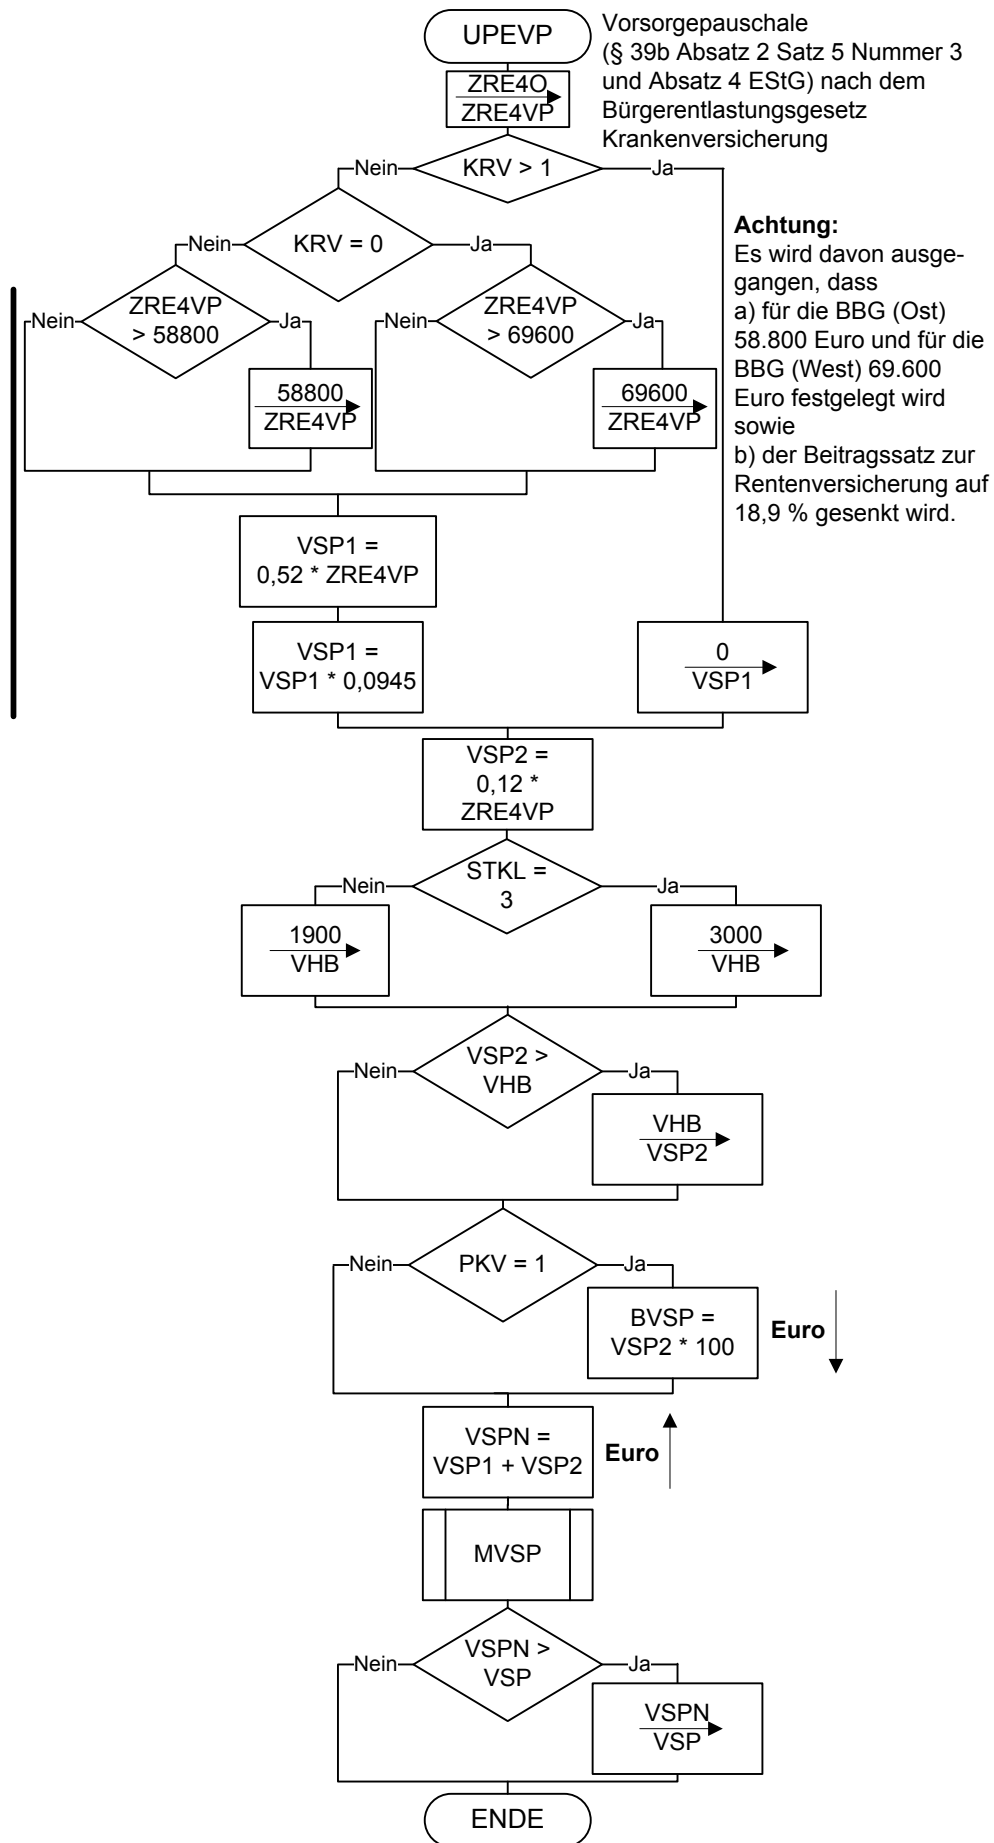 UPEVP
Vorsorgepauschale
(§ 39b Absatz 2 Satz 5 Nummer 3
und Absatz 4 EStG) nach dem
Bürgerentlastungsgesetz
Krankenversicherung
ZRE4O
ZRE4VP
Nein
KRV > 1
Ja
Nein
KRV = 0
Ja
Achtung:
Es wird davon ausge-
gangen, dass
a) für die BBG (Ost)
58.800 Euro und für die
BBG (West) 69.600
Euro festgelegt wird
sowie
b) der Beitragssatz zur
Rentenversicherung auf
18,9 % gesenkt wird.
Nein
ZRE4VP
> 58800
Ja
Nein
ZRE4VP
> 69600
Ja
58800
ZRE4VP
69600
ZRE4VP
VSP1 =
0,52 * ZRE4VP
VSP1 =
VSP1 * 0,0945
0
VSP1
VSP2 =
0,12 *
ZRE4VP
Nein
STKL =
3
Ja
1900
VHB
3000
VHB
Nein
VSP2 >
VHB
Ja
VHB
VSP2
Nein
PKV = 1
Ja
BVSP =
VSP2 * 100
Euro
VSPN =
VSP1 + VSP2
Euro
MVSP
Nein
VSPN >
VSP
Ja
VSPN
VSP
ENDE